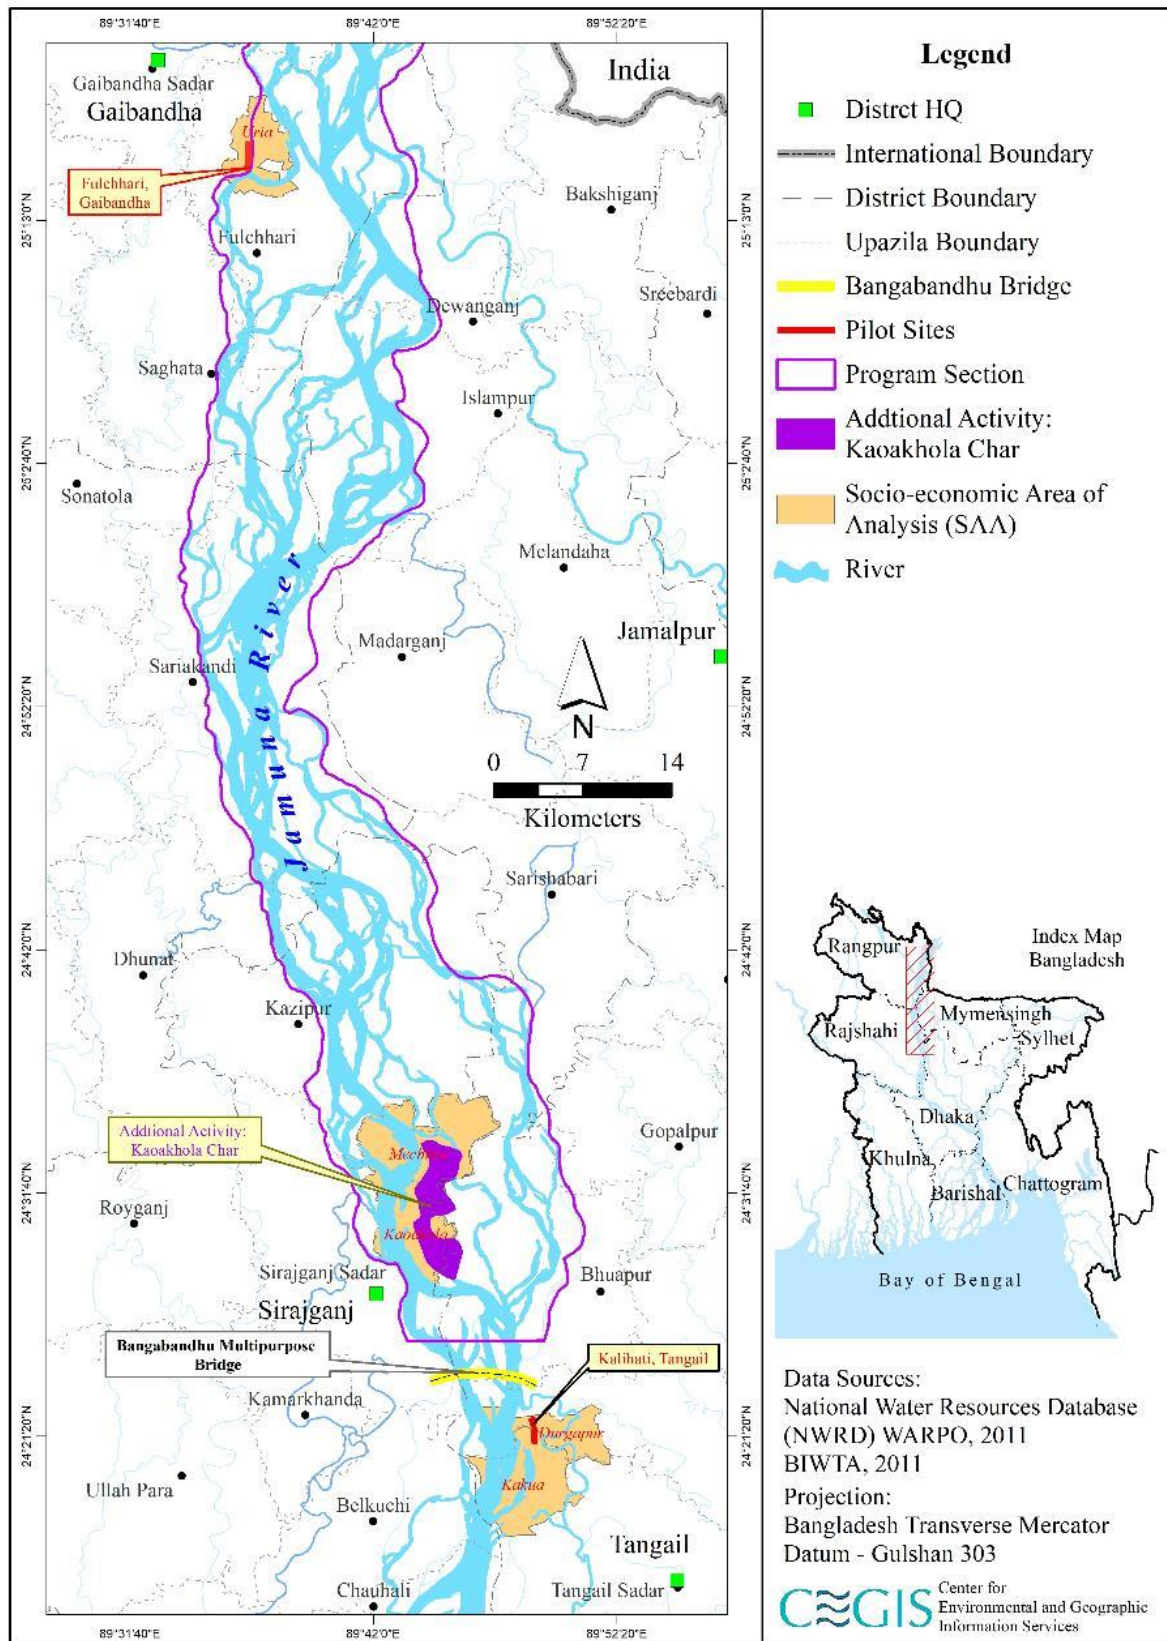 89°31'40"E
89°42'0"E
89°52'20"E
India
Gaibandha Sadar
Gaibandha
Uria
Fulchhari,
Gaibandha
Bakshiganj
25°13'0"N
25°13'0"N
Fulchhari
Dewanganj
Sreebardi
Saghata
Islampur
25°2'40"N
25°2'40"N
Sonatola
Melandaha
Jamuna River
Jamalpur
Madarganj
Sariakandi
24°52'20"N
24°52'20"N
N
0 7 14
Kilometers
Sarishabari
24°42'0"N
24°42'0"N
Dhunat
Kazipur
Addtional Activity:
Kaoakhola Char
Gopalpur
24°31'40"N
24°31'40"N
Royganj
Kaoakhola
Sirajganj Sadar
Bhuapur
Sirajganj
Bangabandhu Multipurpose
Bridge
Kalihati, Tangail
Kamarkhanda
Durgapur
24°21'20"N
24°21'20"N
Ullah Para
Kakua
Belkuchi
Tangail
Chauhali
Tangail Sadar
89°31'40"E
89°42'0"E
89°52'20"E
Legend
Distrct HQ
International Boundary
District Boundary
Upazila Boundary
Bangabandhu Bridge
Pilot Sites
Program Section
Addtional Activity:
Kaoakhola Char
Socio-economic Area of
Analysis (SAA)
River
Index Map
Bangladesh
Rangpur
Rajshahi
Mymensingh
Sylhet
Dhaka
Khulna
Barishal
Chattogram
Bay of Bengal
Data Sources:
National Water Resources Database
(NWRD) WARPO, 2011
BIWTA, 2011
Projection:
Bangladesh Transverse Mercator
Datum - Gulshan 303
CEGIS
Center for
Environmental and Geographic
Information Services